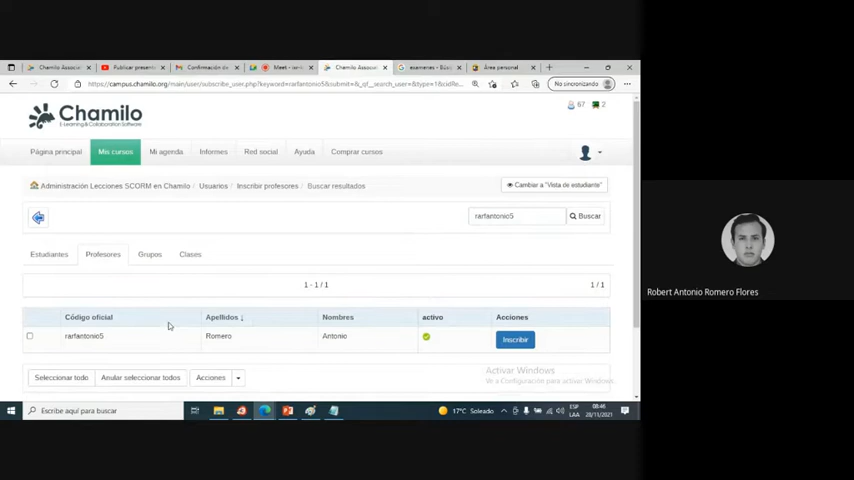 Chamilo Associa
Publicar presenta
Confirmación de
Chamilo Associa
examenes - Bús
Área personal
https://campus.chamilo.org/main/user/subscribe_user.php?keyword=rarfantonio5&submit=&_qf__search_user=&type=1&cidRe...
No sincronizando
Chamilo
E-Learning & Collaboration Software
67 2
Página principal Mis cursos Mi agenda Informes Red social Ayuda Comprar cursos
Administración Lecciones SCORM en Chamilo / Usuarios / Inscribir profesores / Buscar resultados
Cambiar a "Vista de estudiante"
rarfantonio5 Buscar
Estudiantes Profesores Grupos Clases
1 - 1 / 1 1 / 1
Código oficial Apellidos ↓ Nombres activo Acciones
rarfantonio5 Romero Antonio Inscribir
Seleccionar todo Anular seleccionar todos Acciones
Activar Windows
Ve a Configuración para activar Windows.
Escribe aquí para buscar
17°C Soleado
ESP
LAA
08:46
28/11/2021
Robert Antonio Romero Flores